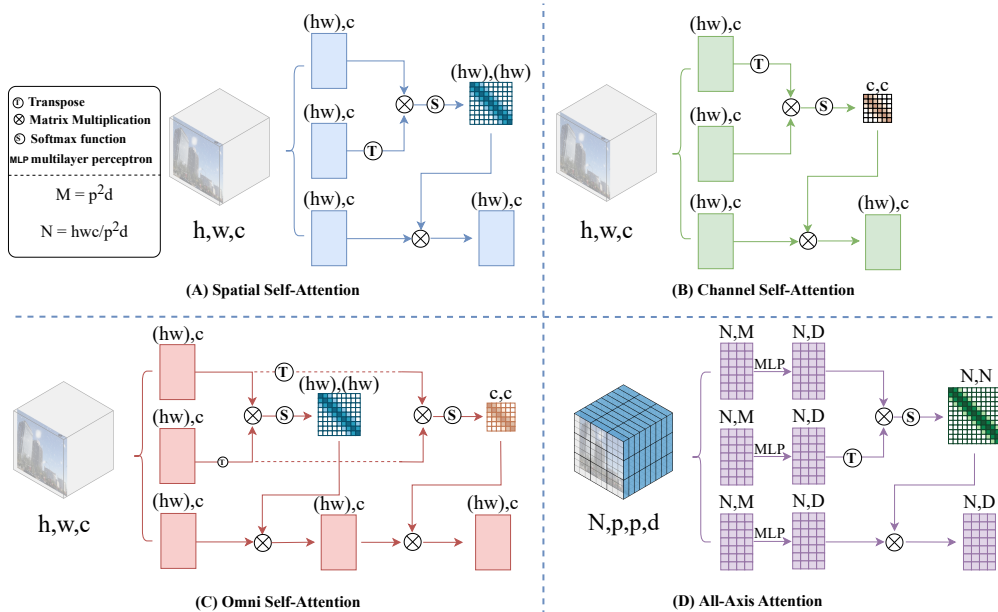 T Transpose
Matrix Multiplication
S Softmax function
MLP multilayer perceptron
M = p²d
N = hwc/p²d
(hw),c
(hw),c
(hw),c
h,w,c
T
S
(hw),(hw)
(hw),c
(A) Spatial Self-Attention
(hw),c
(hw),c
(hw),c
h,w,c
T
S
c,c
(hw),c
(B) Channel Self-Attention
(hw),c
(hw),c
(hw),c
h,w,c
T
T
S
(hw),(hw)
(hw),c
S
c,c
(hw),c
(C) Omni Self-Attention
N,p,p,d
N,M
MLP
N,D
N,M
MLP
N,D
T
N,M
MLP
N,D
S
N,N
N,D
(D) All-Axis Attention